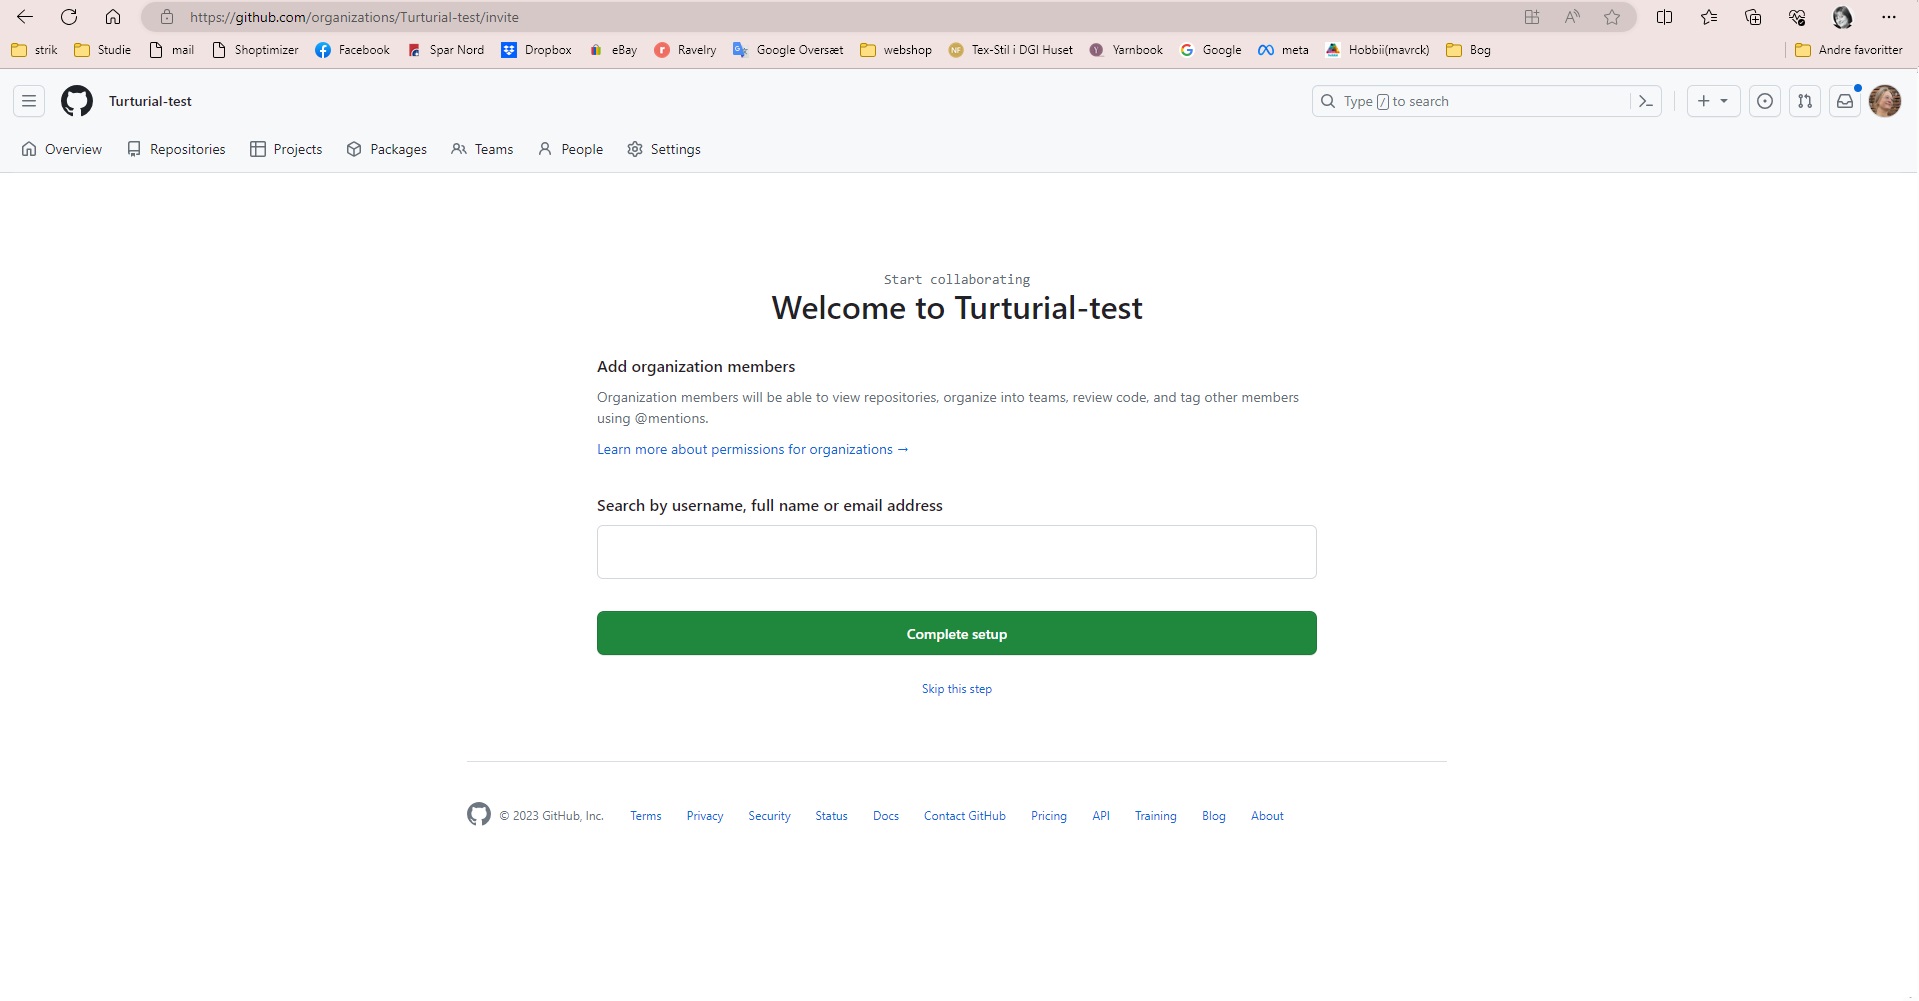 https://github.com/organizations/Turturial-test/invite
strik Studie mail Shoptimizer Facebook Spar Nord Dropbox eBay Ravelry Google Oversæt webshop Tex-Stil i DGI Huset Yarnbook Google meta Hobbii(mavrck) Bog Andre favoritter
Turturial-test Type / to search
Overview Repositories Projects Packages Teams People Settings
Start collaborating
Welcome to Turturial-test
Add organization members
Organization members will be able to view repositories, organize into teams, review code, and tag other members
using @mentions.
Learn more about permissions for organizations →
Search by username, full name or email address
Complete setup
Skip this step
© 2023 GitHub, Inc. Terms Privacy Security Status Docs Contact GitHub Pricing API Training Blog About